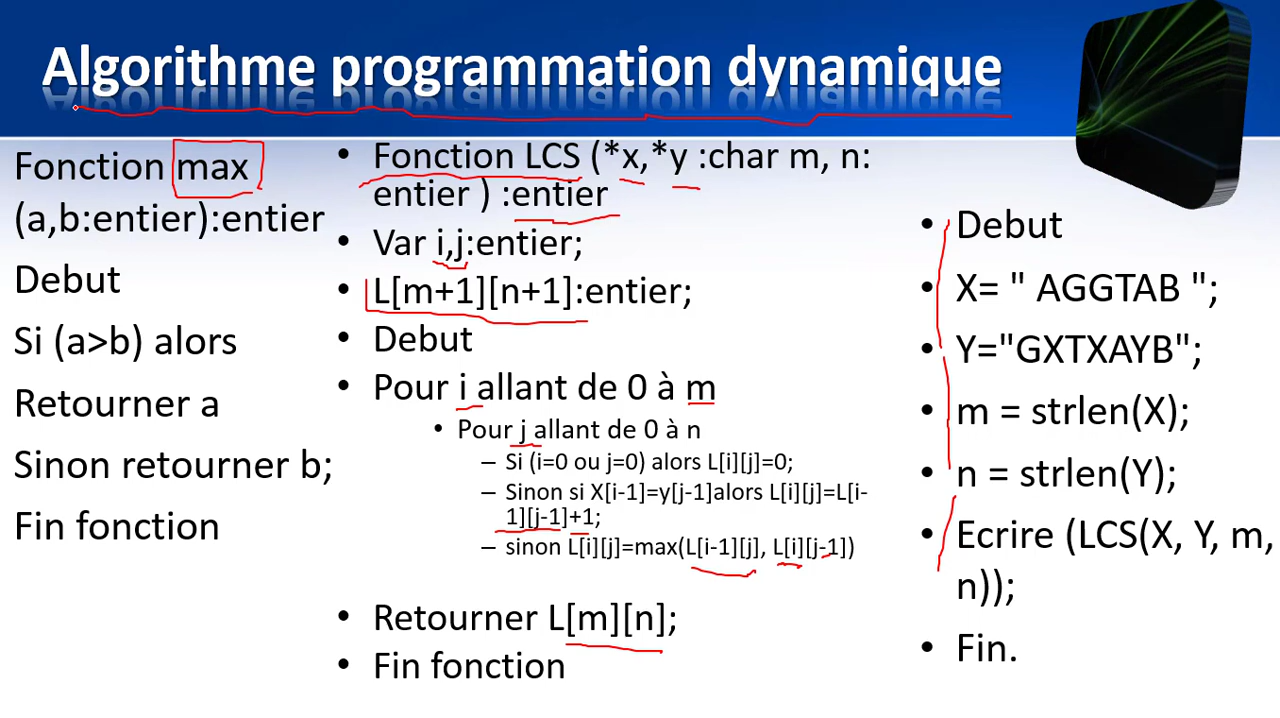 Algorithme programmation dynamique
Fonction max
(a,b:entier):entier
Debut
Si (a>b) alors
Retourner a
Sinon retourner b;
Fin fonction
• Fonction LCS (*x,*y :char m, n:
entier ) :entier
• Var i,j:entier;
• L[m+1][n+1]:entier;
• Debut
• Pour i allant de 0 à m
• Pour j allant de 0 à n
– Si (i=0 ou j=0) alors L[i][j]=0;
– Sinon si X[i-1]=y[j-1]alors L[i][j]=L[i-
1][j-1]+1;
– sinon L[i][j]=max(L[i-1][j], L[i][j-1])
• Retourner L[m][n];
• Fin fonction
• Debut
• X= " AGGTAB ";
• Y="GXTXAYB";
• m = strlen(X);
• n = strlen(Y);
• Ecrire (LCS(X, Y, m,
n));
• Fin.